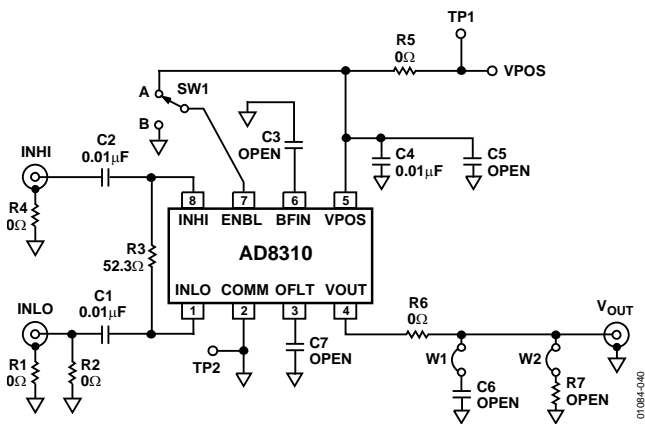 TP1
R5
0Ω
VPOS
A
SW1
B
C3
OPEN
C4
0.01µF
C5
OPEN
INHI
C2
0.01µF
R4
0Ω
R3
52.3Ω
8
7
6
5
INHI
ENBL
BFIN
VPOS
AD8310
INLO
COMM
OFLT
VOUT
1
2
3
4
INLO
C1
0.01µF
R1
0Ω
R2
0Ω
TP2
C7
OPEN
R6
0Ω
VOUT
W1
W2
C6
OPEN
R7
OPEN
01084-040